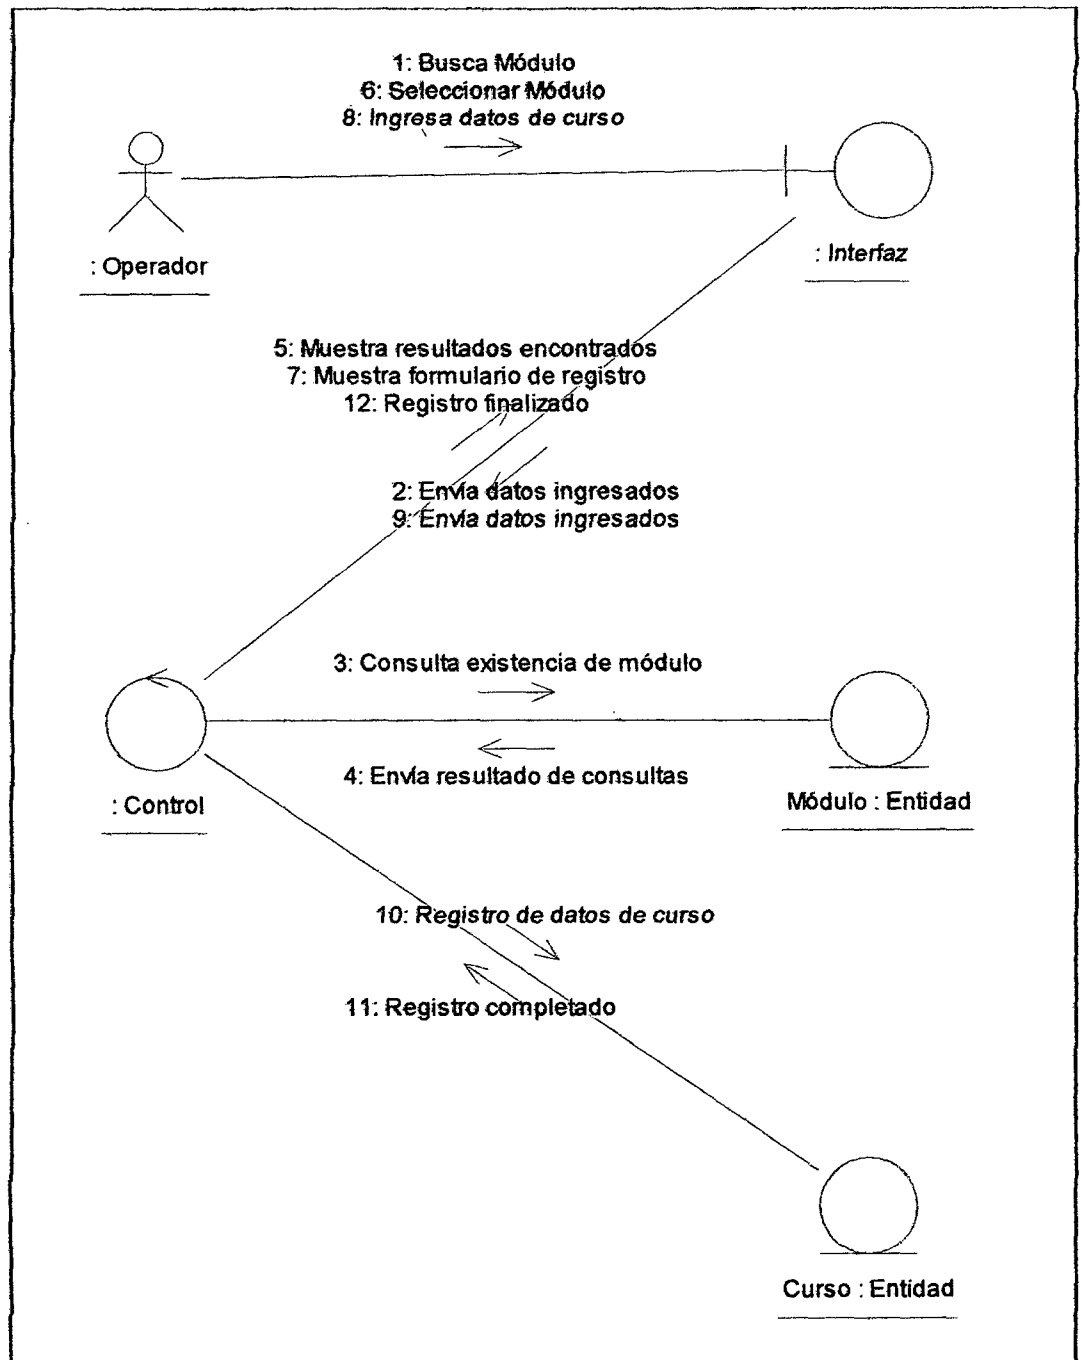 1: Busca Módulo
6: Seleccionar Módulo
8: Ingresa datos de curso
: Operador
: Interfaz
5: Muestra resultados encontrados
7: Muestra formulario de registro
12: Registro finalizado
2: Envía datos ingresados
9: Envía datos ingresados
3: Consulta existencia de módulo
4: Envía resultado de consultas
: Control
Módulo : Entidad
10: Registro de datos de curso
11: Registro completado
Curso : Entidad